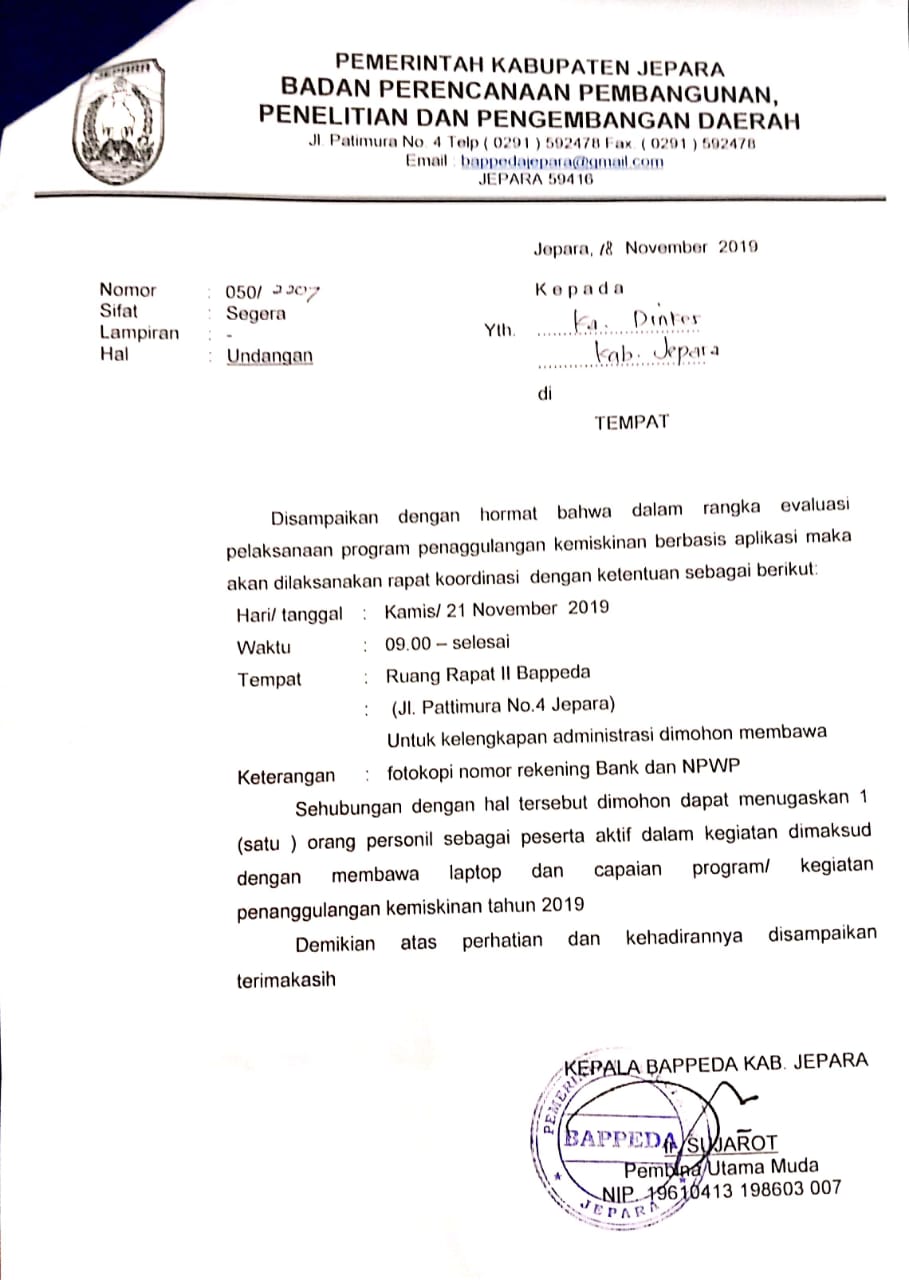 JEPARA
PEMERINTAH KABUPATEN JEPARA
BADAN PERENCANAAN PEMBANGUNAN,
PENELITIAN DAN PENGEMBANGAN DAERAH
Jl. Patimura No. 4 Telp ( 0291 ) 592478 Fax. ( 0291 ) 592478
Email : bappedajepara@gmail.com
JEPARA 59416
Jepara, 18 November 2019
Nomor : 050/ 2207
Sifat : Segera
Lampiran : -
Hal : Undangan
Kepada
Yth. Ka. Dinkes
Kab. Jepara
di
TEMPAT
Disampaikan dengan hormat bahwa dalam rangka evaluasi
pelaksanaan program penaggulangan kemiskinan berbasis aplikasi maka
akan dilaksanakan rapat koordinasi dengan ketentuan sebagai berikut:
Hari/ tanggal : Kamis/ 21 November 2019
Waktu : 09.00 – selesai
Tempat : Ruang Rapat II Bappeda
: (Jl. Pattimura No.4 Jepara)
Untuk kelengkapan administrasi dimohon membawa
Keterangan : fotokopi nomor rekening Bank dan NPWP
Sehubungan dengan hal tersebut dimohon dapat menugaskan 1
(satu ) orang personil sebagai peserta aktif dalam kegiatan dimaksud
dengan membawa laptop dan capaian program/ kegiatan
penanggulangan kemiskinan tahun 2019
Demikian atas perhatian dan kehadirannya disampaikan
terimakasih
KEPALA BAPPEDA KAB. JEPARA
BAPPEDA
JEPARA
SUJAROT
Pembina Utama Muda
NIP. 19610413 198603 007